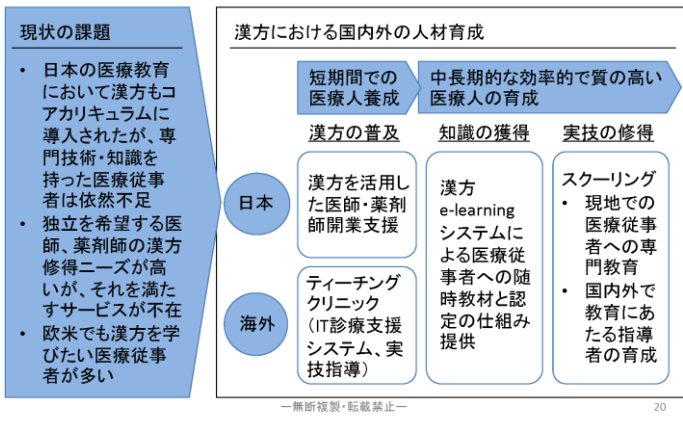 現状の課題
• 日本の医療教育
において漢方もコ
アカリキュラムに
導入されたが、専
門技術・知識を
持った医療従事
者は依然不足
• 独立を希望する医
師、薬剤師の漢方
修得ニーズが高
いが、それを満た
すサービスが不在
• 欧米でも漢方を学
びたい医療従事
者が多い
漢方における国内外の人材育成
短期間での
医療人養成
中長期的な効率的で質の高い
医療人の育成
漢方の普及
知識の獲得
実技の修得
日本
漢方を活用し
た医師・薬剤
師開業支援
海外
ティーチング
クリニック
（IT診療支援
システム、実
技指導）
漢方
e-learning
システムに
よる医療従
事者への随
時教材と認
定の仕組み
提供
スクーリング
• 現地での
医療従事
者への専
門教育
• 国内外で
教育にあ
たる指導
者の育成
―無断複製・転載禁止―
20